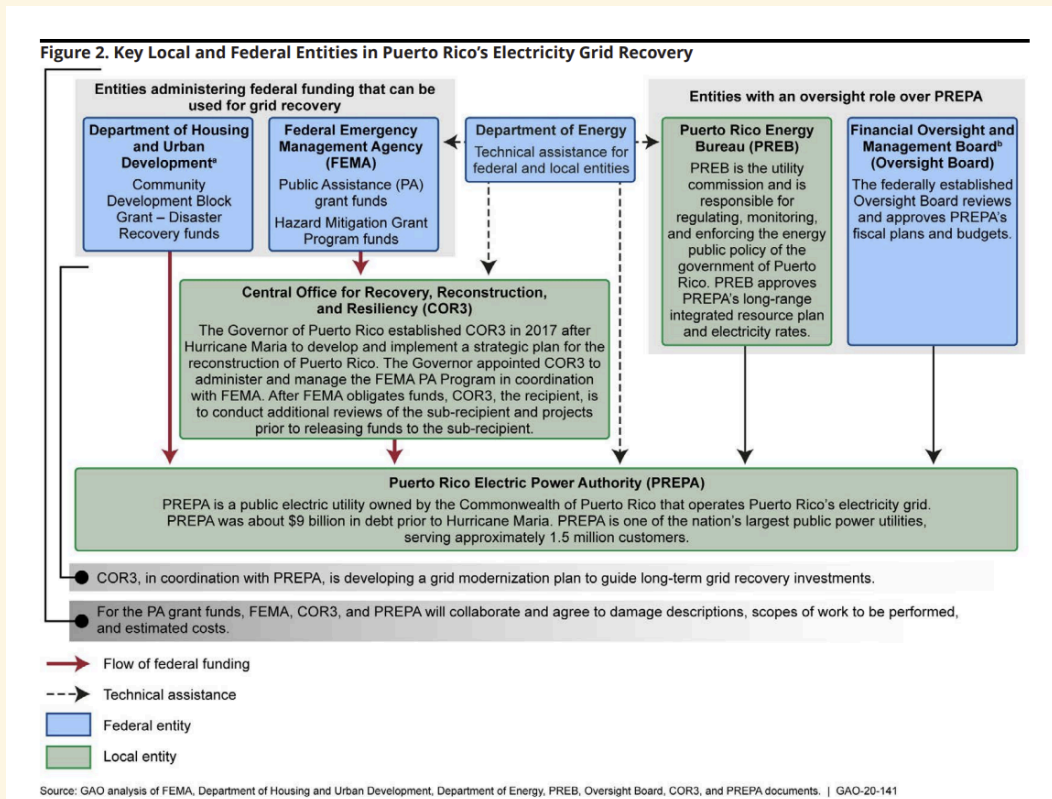 Figure 2. Key Local and Federal Entities in Puerto Rico's Electricity Grid Recovery
Entities administering federal funding that can be
used for grid recovery
Department of Housing
and Urban
Developmentᵃ
Community
Development Block
Grant – Disaster
Recovery funds
Federal Emergency
Management Agency
(FEMA)
Public Assistance (PA)
grant funds
Hazard Mitigation Grant
Program funds
Department of Energy
Technical assistance for
federal and local entities
Entities with an oversight role over PREPA
Puerto Rico Energy
Bureau (PREB)
PREB is the utility
commission and is
responsible for
regulating, monitoring,
and enforcing the energy
public policy of the
government of Puerto
Rico. PREB approves
PREPA's long-range
integrated resource plan
and electricity rates.
Financial Oversight and
Management Boardᵇ
(Oversight Board)
The federally established
Oversight Board reviews
and approves PREPA's
fiscal plans and budgets.
Central Office for Recovery, Reconstruction,
and Resiliency (COR3)
The Governor of Puerto Rico established COR3 in 2017 after
Hurricane Maria to develop and implement a strategic plan for the
reconstruction of Puerto Rico. The Governor appointed COR3 to
administer and manage the FEMA PA Program in coordination
with FEMA. After FEMA obligates funds, COR3, the recipient, is
to conduct additional reviews of the sub-recipient and projects
prior to releasing funds to the sub-recipient.
Puerto Rico Electric Power Authority (PREPA)
PREPA is a public electric utility owned by the Commonwealth of Puerto Rico that operates Puerto Rico's electricity grid.
PREPA was about $9 billion in debt prior to Hurricane Maria. PREPA is one of the nation's largest public power utilities,
serving approximately 1.5 million customers.
COR3, in coordination with PREPA, is developing a grid modernization plan to guide long-term grid recovery investments.
For the PA grant funds, FEMA, COR3, and PREPA will collaborate and agree to damage descriptions, scopes of work to be performed,
and estimated costs.
Flow of federal funding
Technical assistance
Federal entity
Local entity
Source: GAO analysis of FEMA, Department of Housing and Urban Development, Department of Energy, PREB, Oversight Board, COR3, and PREPA documents. | GAO-20-141